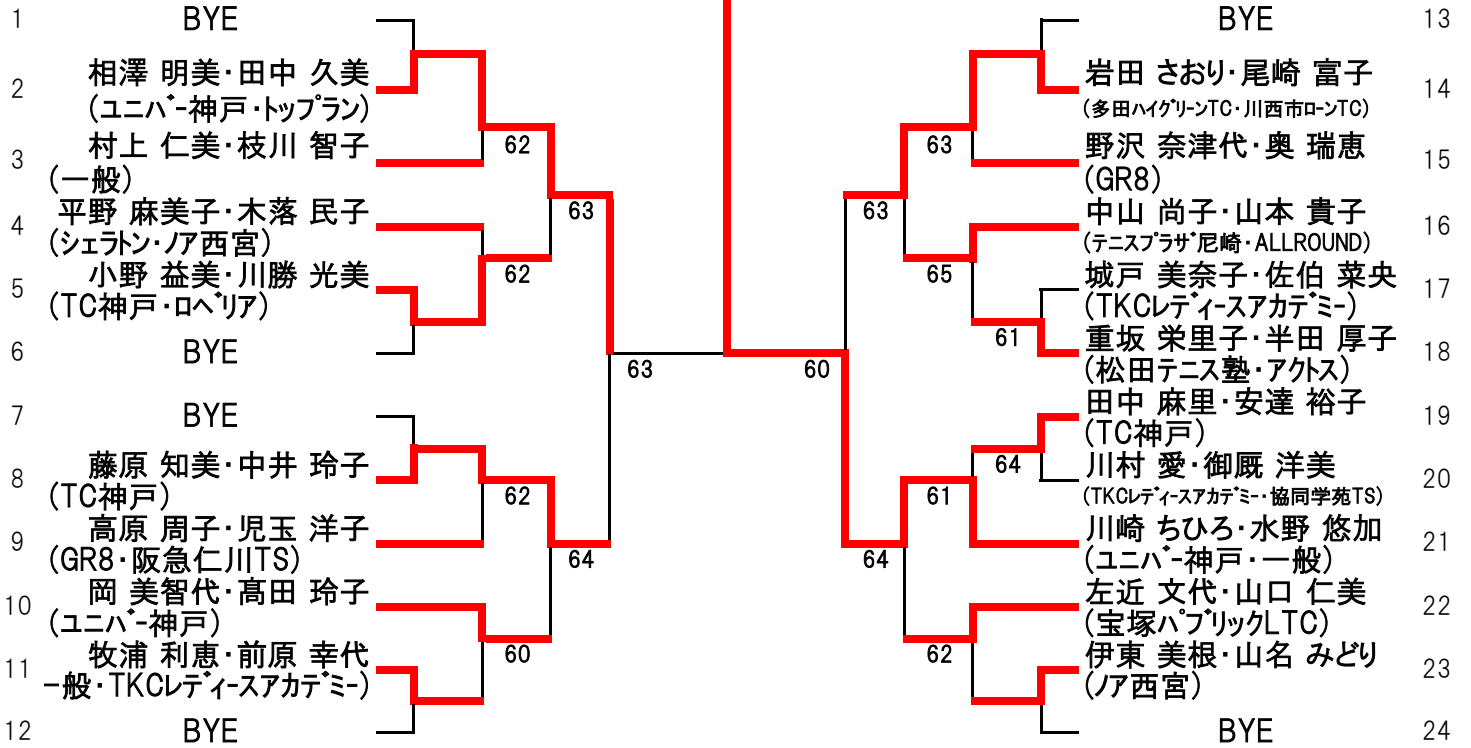 1 BYE
2 相澤 明美・田中 久美
(ユニバー神戸・トップラン)
3 村上 仁美・枝川 智子
(一般)
62
4 平野 麻美子・木落 民子
(シェラトン・ノア西宮)
63
5 小野 益美・川勝 光美
(TC神戸・ロペリア)
62
6 BYE
63
7 BYE
8 藤原 知美・中井 玲子
(TC神戸)
62
9 高原 周子・児玉 洋子
(GR8・阪急仁川TS)
64
10 岡 美智代・髙田 玲子
(ユニバー神戸)
60
11 牧浦 利恵・前原 幸代
一般・TKCレディースアカデミー)
12 BYE
BYE 13
岩田 さおり・尾崎 富子 14
(多田ハイグリーンTC・川西市ローンTC)
63
野沢 奈津代・奥 瑞恵 15
(GR8)
63
中山 尚子・山本 貴子 16
(テニスプラザ尼崎・ALLROUND)
65
城戸 美奈子・佐伯 菜央 17
(TKCレディースアカデミー)
61
重坂 栄里子・半田 厚子 18
(松田テニス塾・アクトス)
60
田中 麻里・安達 裕子 19
(TC神戸)
64
川村 愛・御厩 洋美 20
(TKCレディースアカデミー・協同学苑TS)
61
川崎 ちひろ・水野 悠加 21
(ユニバー神戸・一般)
64
左近 文代・山口 仁美 22
(宝塚パブリックLTC)
62
伊東 美根・山名 みどり 23
(ノア西宮)
BYE 24